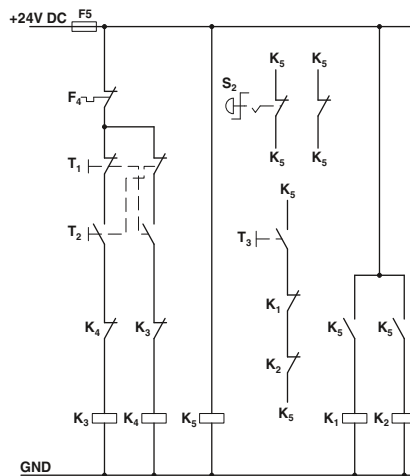 +24V DC F5
K5 K5
S2
F4
K5 K5
T1
K5
T2 T3
K1
K4 K3 K5 K5
K2
K5
K3 K4 K5 K1 K2
GND